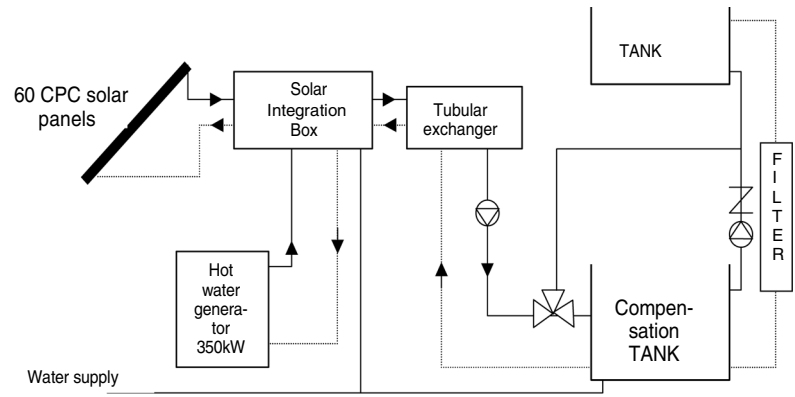 60 CPC solar
panels
Solar
Integration
Box
Tubular
exchanger
TANK
F
I
L
T
E
R
Hot
water
genera-
tor
350kW
Compen-
sation
TANK
Water supply